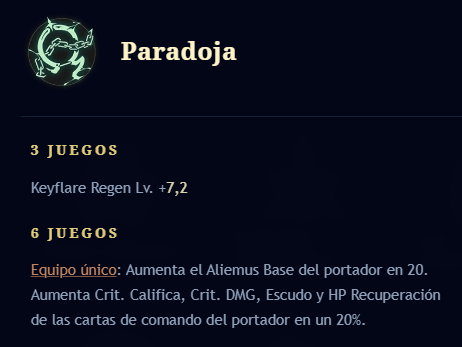 Paradoja
3 JUEGOS
Keyflare Regen Lv. +7,2
6 JUEGOS
Equipo único: Aumenta el Aliemus Base del portador en 20.
Aumenta Crit. Califica, Crit. DMG, Escudo y HP Recuperación
de las cartas de comando del portador en un 20%.